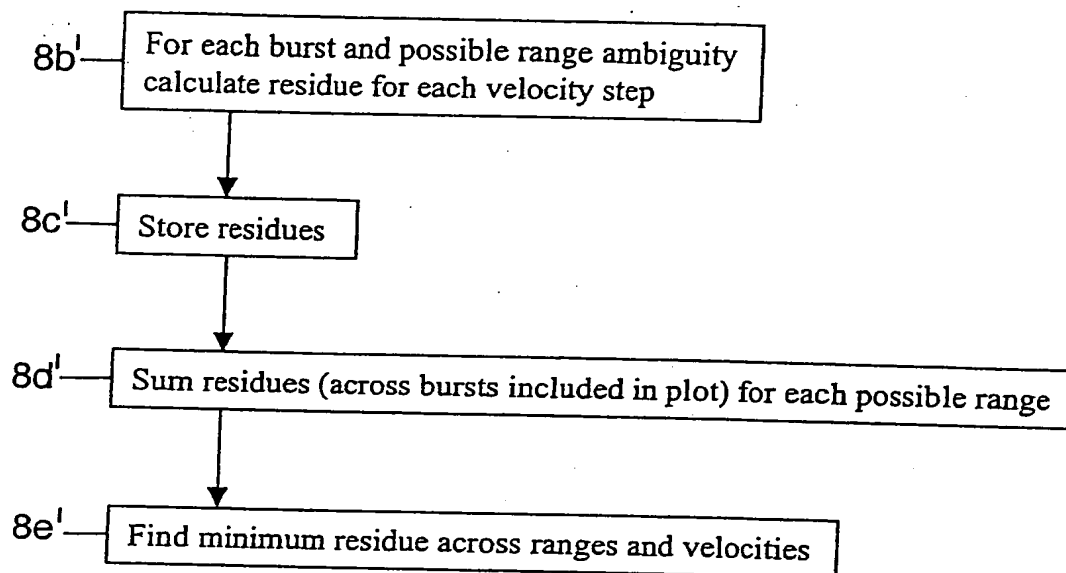 8b' For each burst and possible range ambiguity
calculate residue for each velocity step
8c' Store residues
8d' Sum residues (across bursts included in plot) for each possible range
8e' Find minimum residue across ranges and velocities